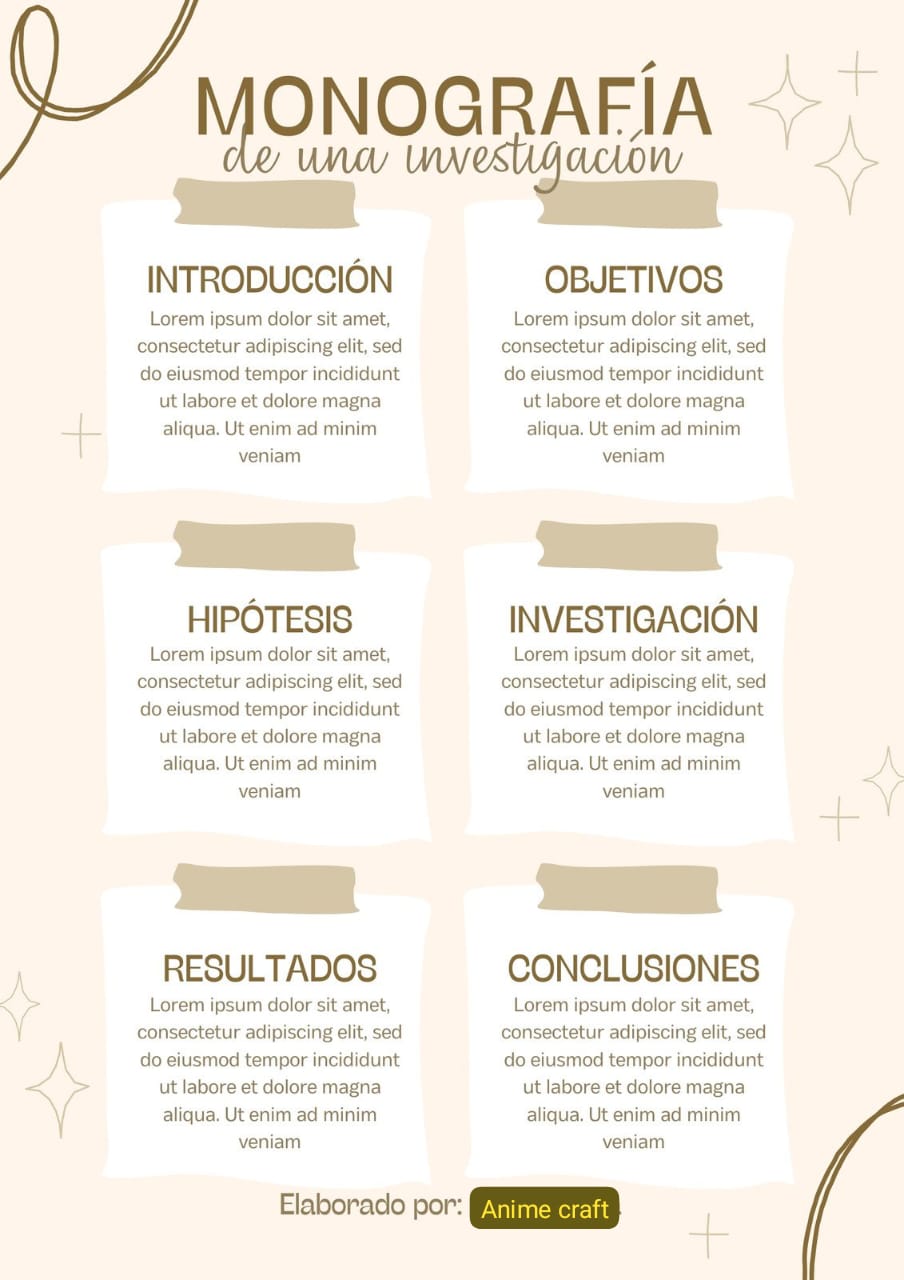 MONOGRAFÍA
de una investigación
INTRODUCCIÓN
Lorem ipsum dolor sit amet,
consectetur adipiscing elit, sed
do eiusmod tempor incididunt
ut labore et dolore magna
aliqua. Ut enim ad minim
veniam
OBJETIVOS
Lorem ipsum dolor sit amet,
consectetur adipiscing elit, sed
do eiusmod tempor incididunt
ut labore et dolore magna
aliqua. Ut enim ad minim
veniam
HIPÓTESIS
Lorem ipsum dolor sit amet,
consectetur adipiscing elit, sed
do eiusmod tempor incididunt
ut labore et dolore magna
aliqua. Ut enim ad minim
veniam
INVESTIGACIÓN
Lorem ipsum dolor sit amet,
consectetur adipiscing elit, sed
do eiusmod tempor incididunt
ut labore et dolore magna
aliqua. Ut enim ad minim
veniam
RESULTADOS
Lorem ipsum dolor sit amet,
consectetur adipiscing elit, sed
do eiusmod tempor incididunt
ut labore et dolore magna
aliqua. Ut enim ad minim
veniam
CONCLUSIONES
Lorem ipsum dolor sit amet,
consectetur adipiscing elit, sed
do eiusmod tempor incididunt
ut labore et dolore magna
aliqua. Ut enim ad minim
veniam
Elaborado por: Anime craft